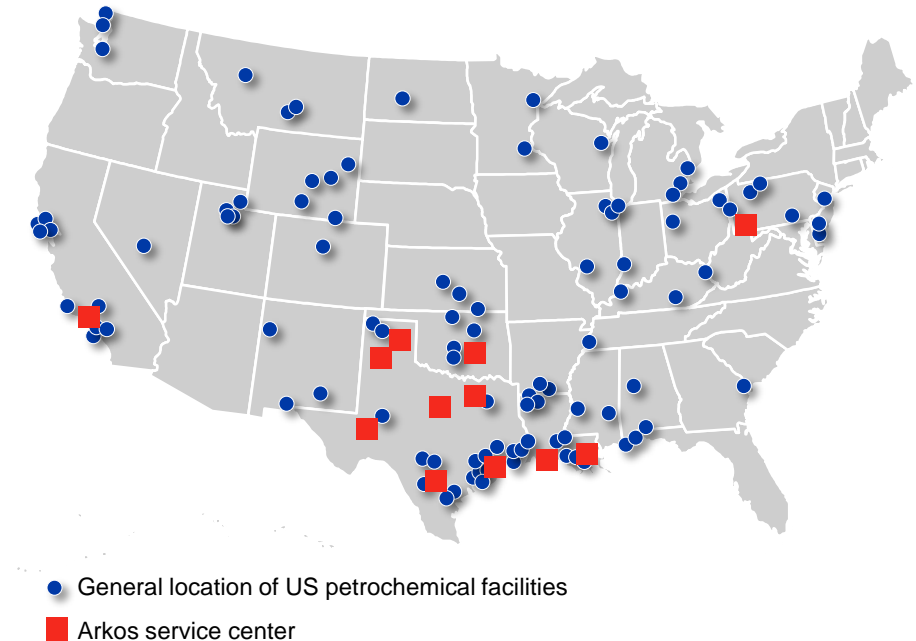 General location of US petrochemical facilities
Arkos service center